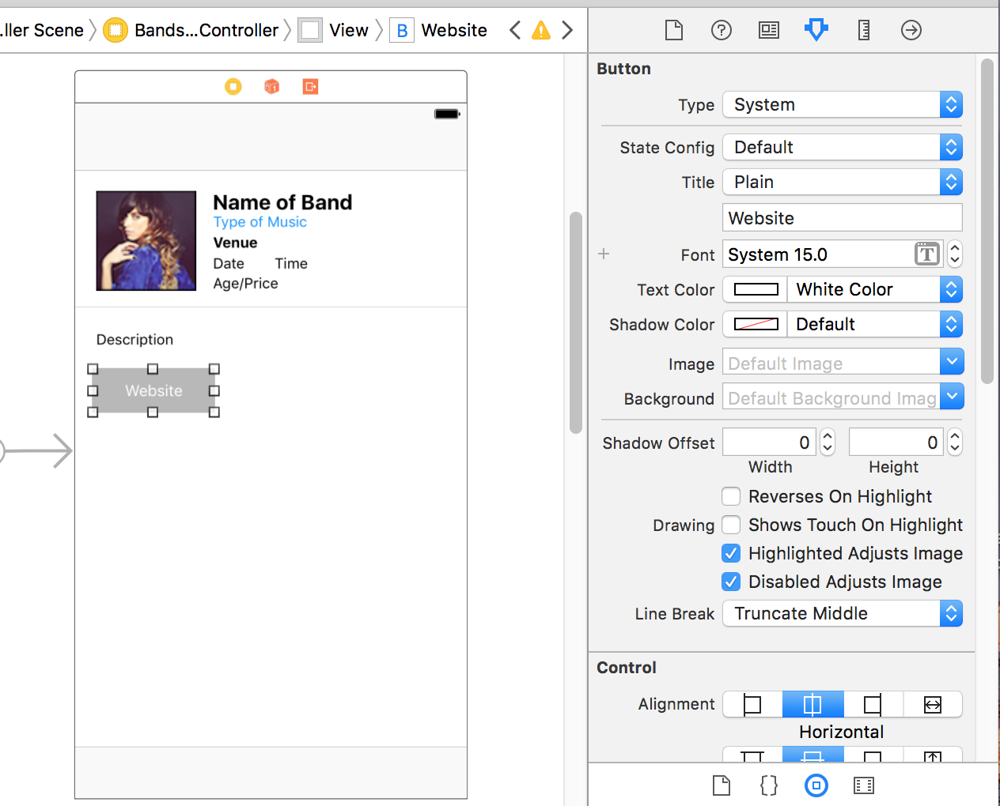 .ller Scene Bands...Controller View B Website
Button
Type System
State Config Default
Title Plain
Website
Font System 15.0 T
Text Color White Color
Shadow Color Default
Image Default Image
Background Default Background Imag
Shadow Offset 0 0
Width Height
Reverses On Highlight
Drawing Shows Touch On Highlight
Highlighted Adjusts Image
Disabled Adjusts Image
Line Break Truncate Middle
Control
Alignment
Horizontal
1
Name of Band
Type of Music
Venue
Date Time
Age/Price
Description
Website